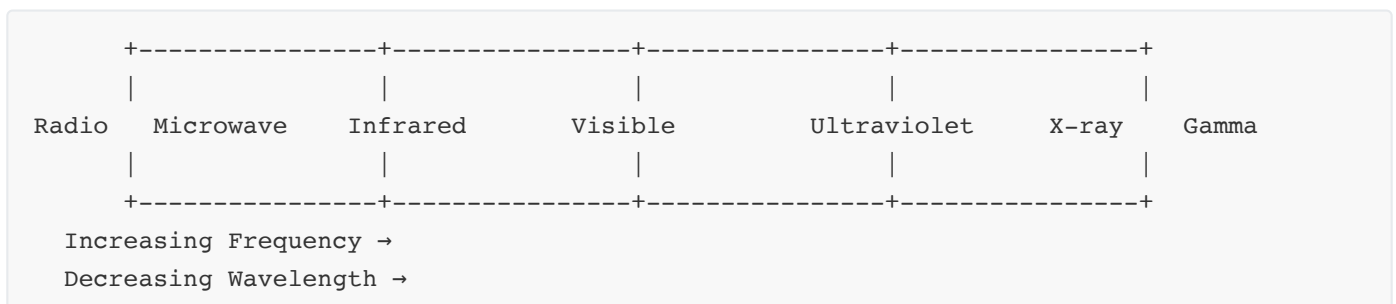 +----------------+----------------+----------------+----------------+
| | | | |
Radio Microwave Infrared Visible Ultraviolet X-ray Gamma
| | | | |
+----------------+----------------+----------------+----------------+
Increasing Frequency →
Decreasing Wavelength →